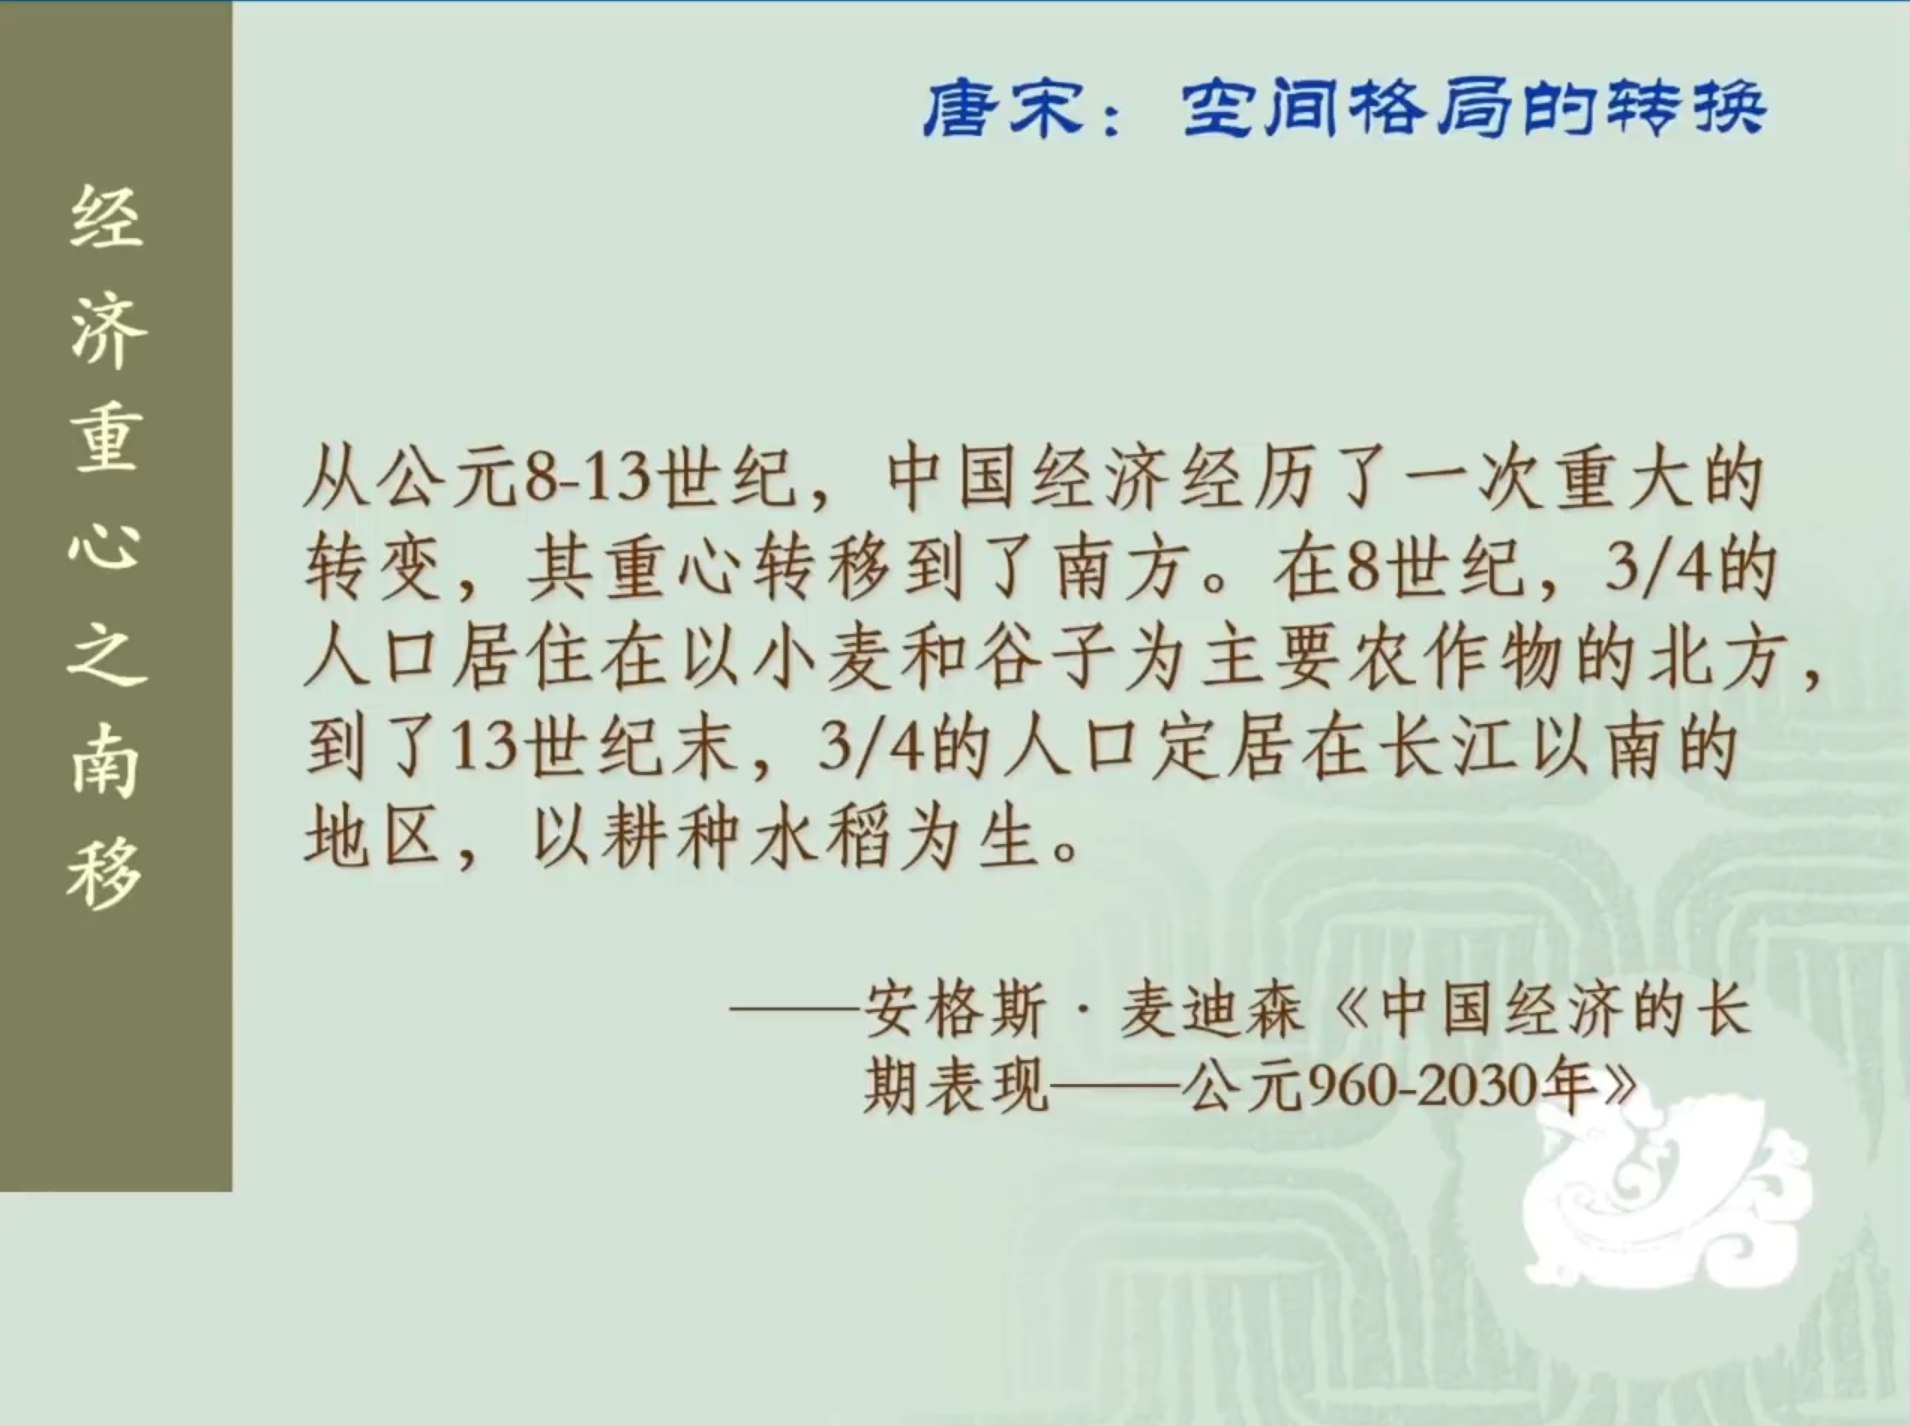 唐宋：空间格局的转换
经济重心之南移
从公元8-13世纪，中国经济经历了一次重大的
转变，其重心转移到了南方。在8世纪，3/4的
人口居住在以小麦和谷子为主要农作物的北方，
到了13世纪末，3/4的人口定居在长江以南的
地区，以耕种水稻为生。
——安格斯·麦迪森《中国经济的长
期表现——公元960-2030年》